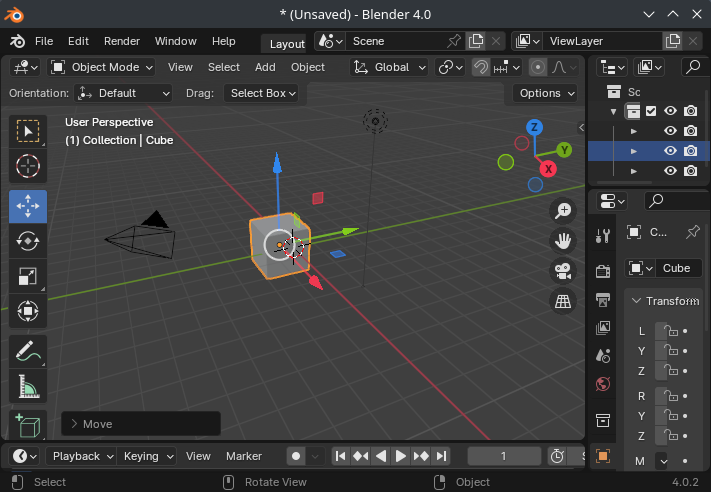 * (Unsaved) - Blender 4.0
File Edit Render Window Help Layout Scene ViewLayer
Object Mode View Select Add Object Global
Orientation: Default Drag: Select Box Options
User Perspective
(1) Collection | Cube
Z
Y
X
Sc
C...
Cube
Transform
L
Y
Z
R
Y
Z
M
Move
Playback Keying View Marker 1
Select Rotate View Object 4.0.2